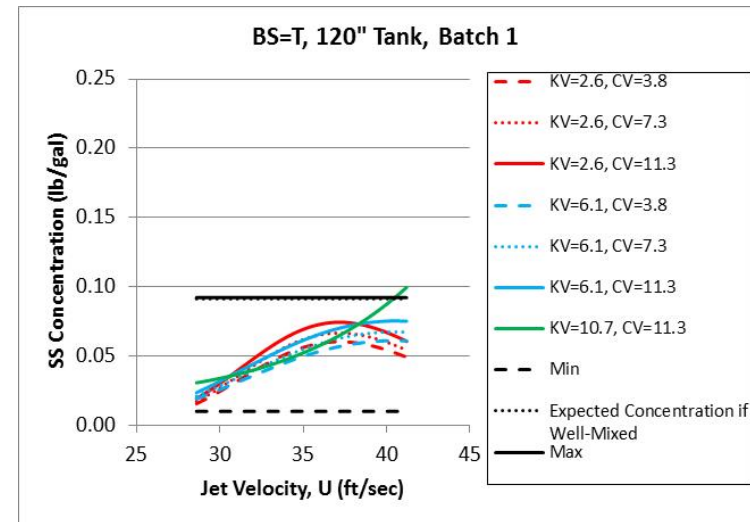 BS=T, 120" Tank, Batch 1
SS Concentration (lb/gal)
0.25
0.20
0.15
0.10
0.05
0.00
25
30
35
40
45
Jet Velocity, U (ft/sec)
KV=2.6, CV=3.8
KV=2.6, CV=7.3
KV=2.6, CV=11.3
KV=6.1, CV=3.8
KV=6.1, CV=7.3
KV=6.1, CV=11.3
KV=10.7, CV=11.3
Min
Expected Concentration if
Well-Mixed
Max